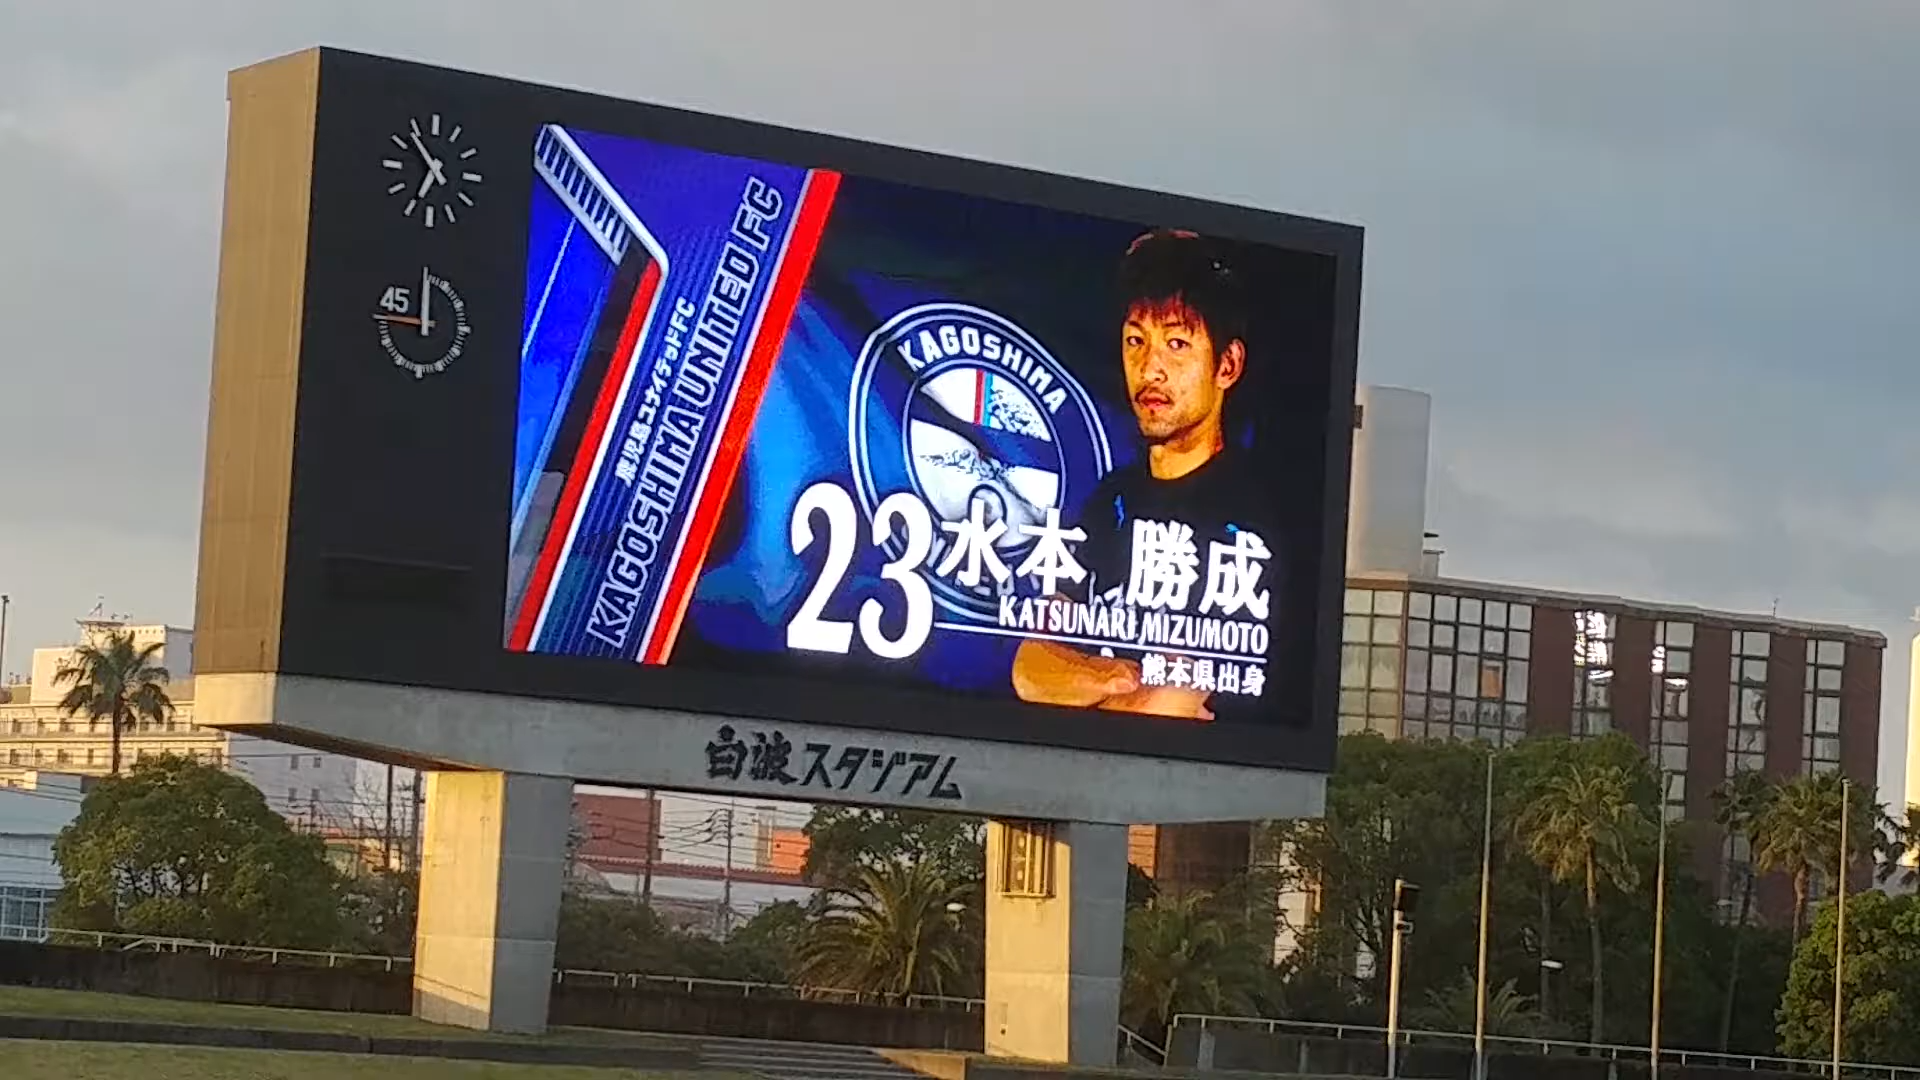 45
鹿児島ユナイテッドFC
KAGOSHIMA UNITED FC
KAGOSHIMA
23 水本 勝成
KATSUNARI MIZUMOTO
熊本県出身
白波スタジアム